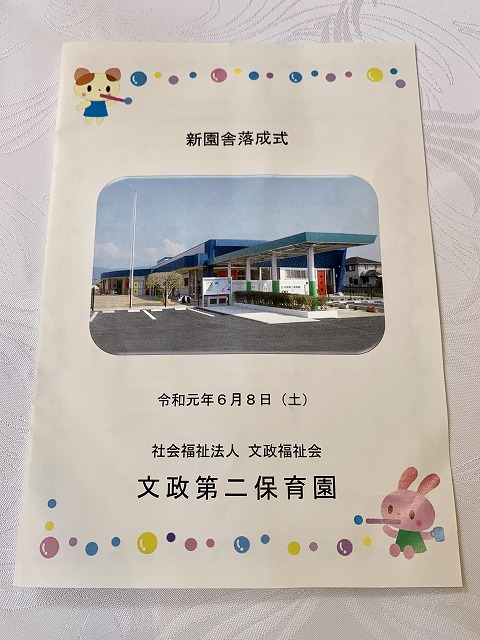 新園舎落成式
令和元年6月8日（土）
社会福祉法人 文政福祉会
文政第二保育園